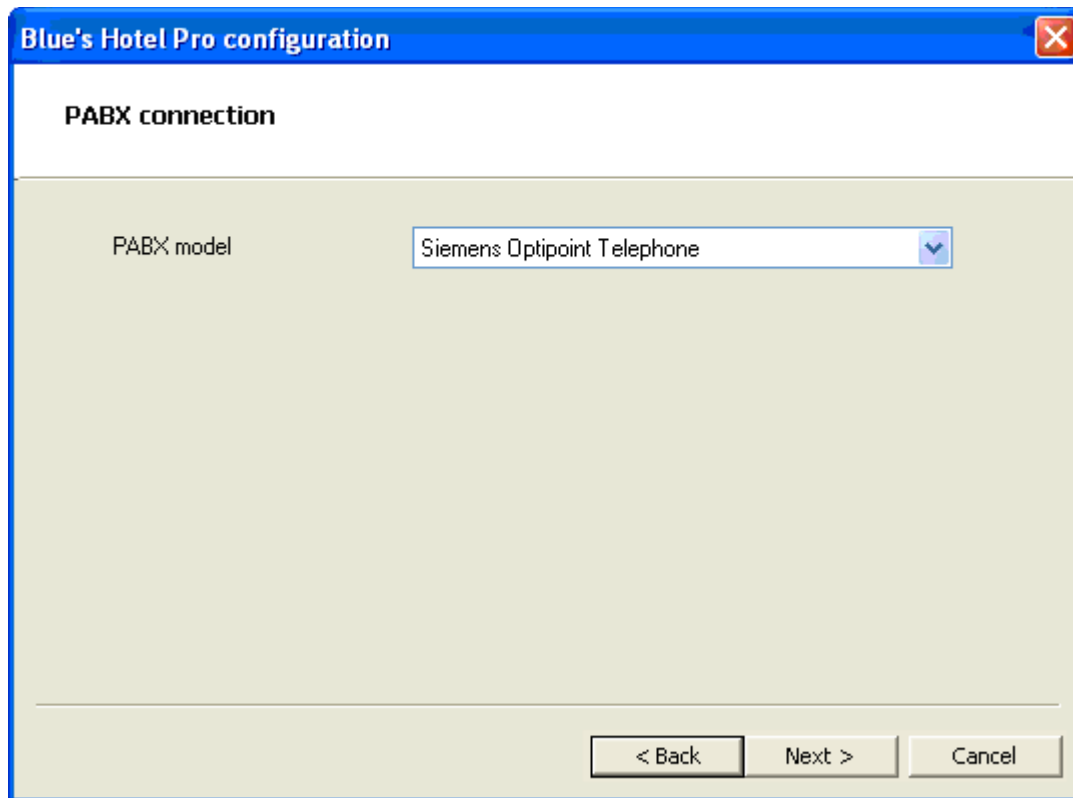 Blue's Hotel Pro configuration
PABX connection
PABX model
Siemens Optipoint Telephone
< Back
Next >
Cancel